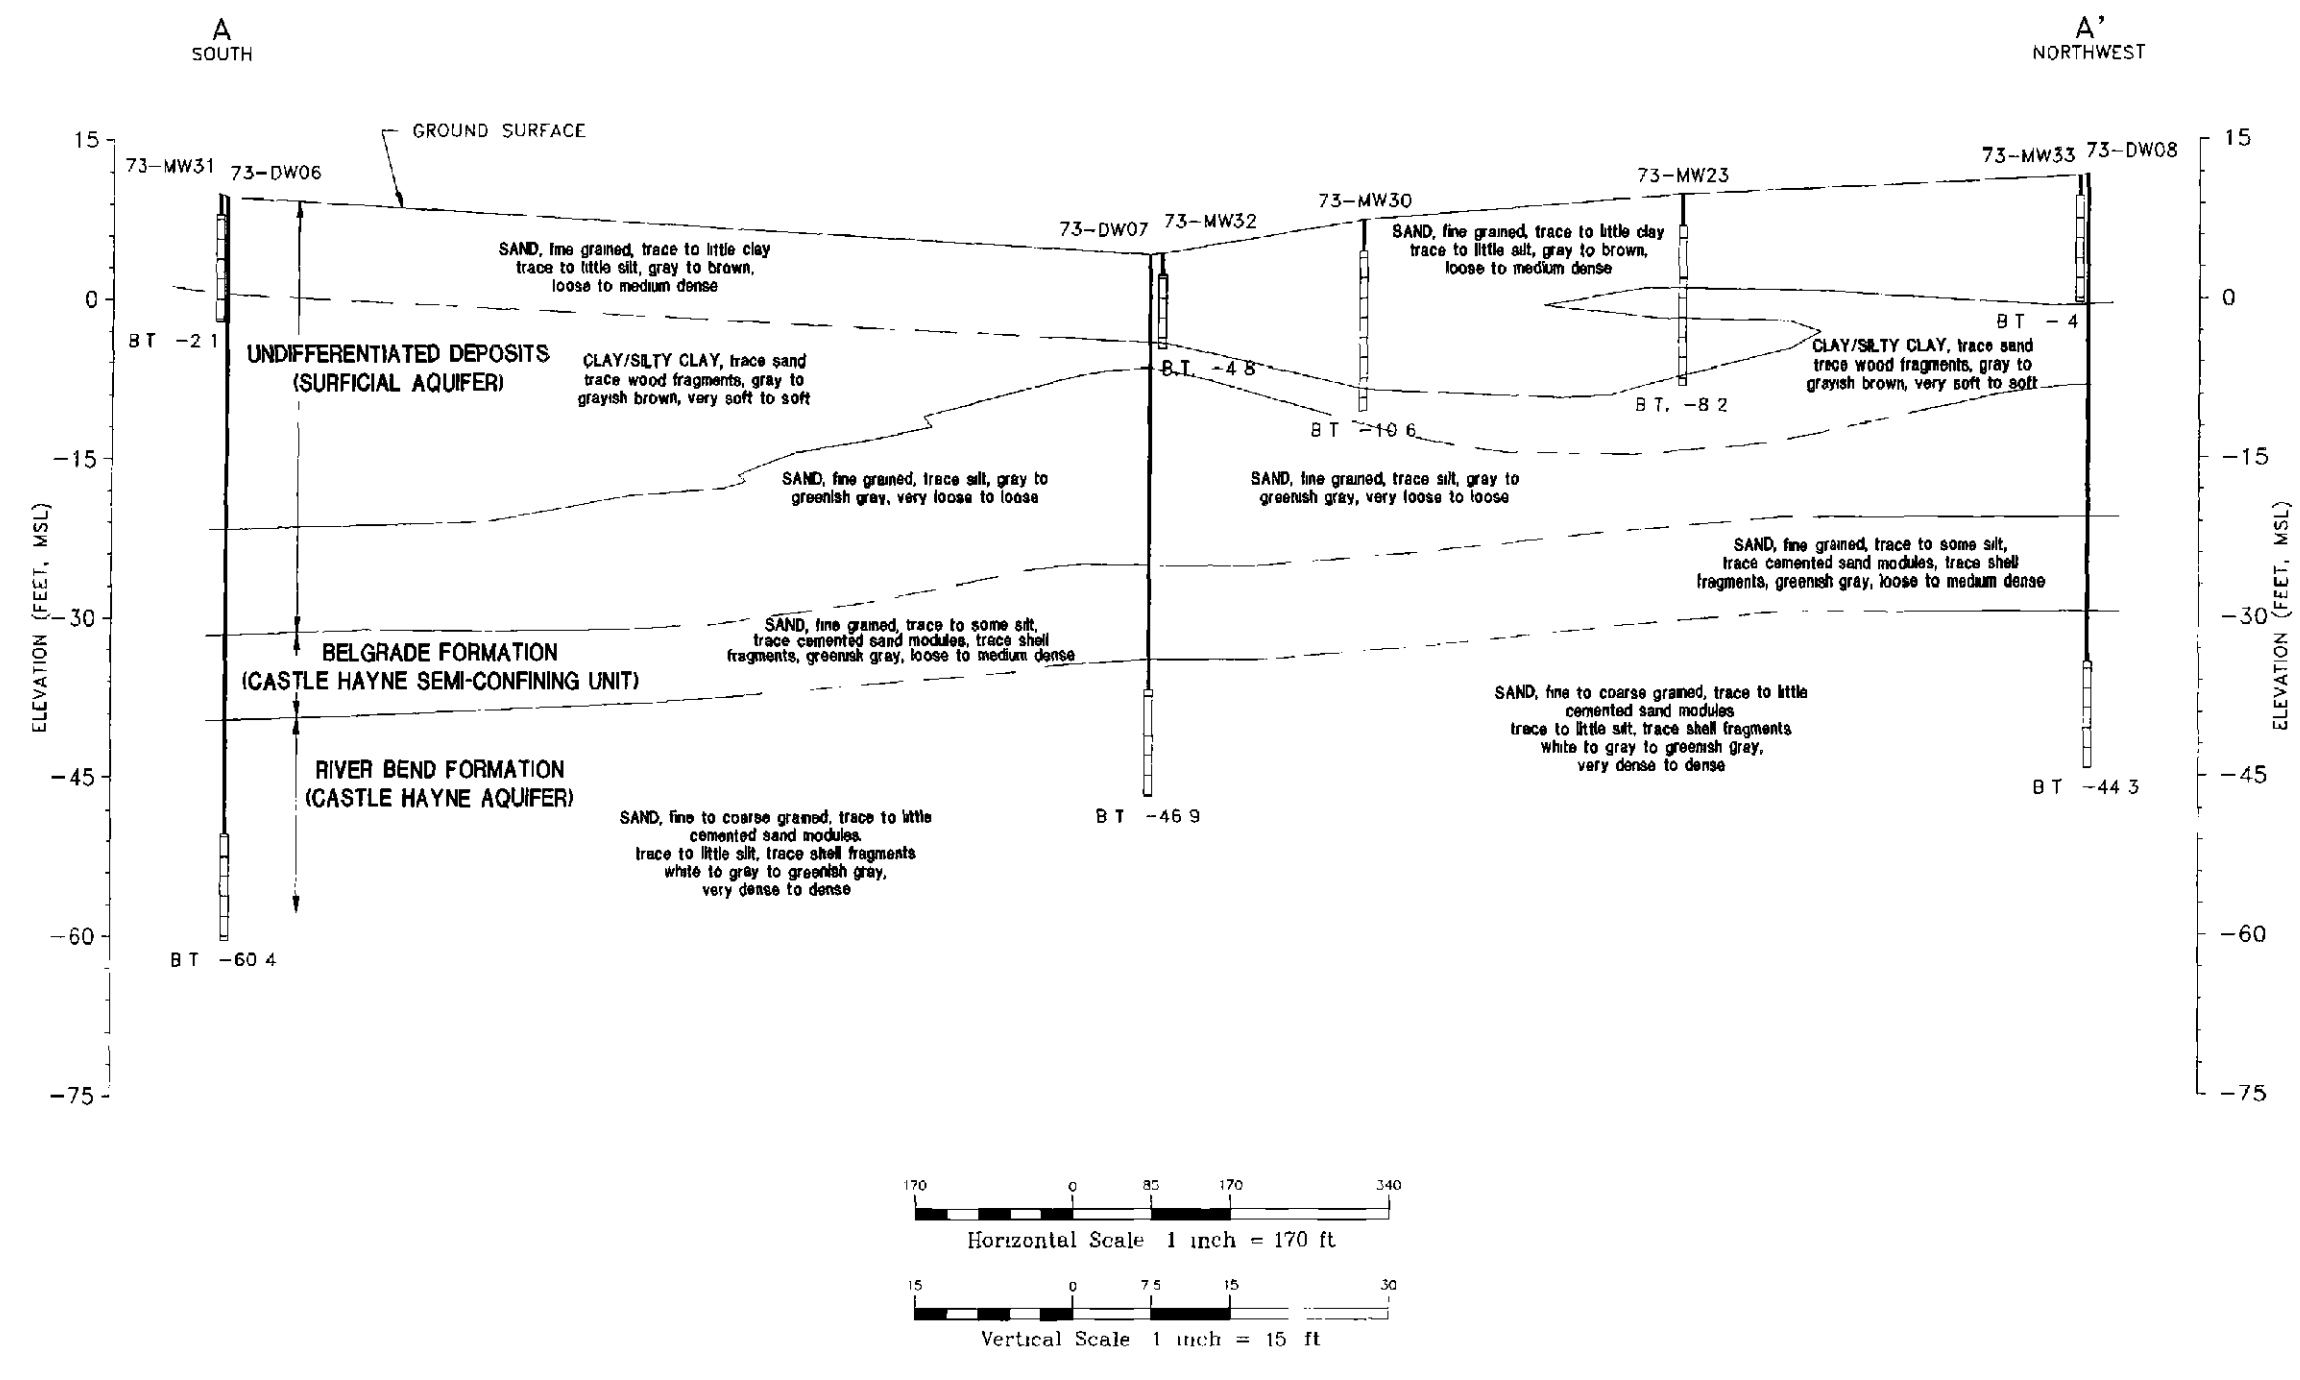 A
SOUTH
A'
NORTHWEST
GROUND SURFACE
15
0
-15
-30
-45
-60
-75
ELEVATION (FEET, MSL)
73-MW31
73-DW06
73-DW07
73-MW32
73-MW30
73-MW23
73-MW33
73-DW08
SAND, fine grained, trace to little clay
trace to little silt, gray to brown,
loose to medium dense
SAND, fine grained, trace to little clay
trace to little silt, gray to brown,
loose to medium dense
BT -2 1
UNDIFFERENTIATED DEPOSITS
(SURFICIAL AQUIFER)
CLAY/SILTY CLAY, trace sand
trace wood fragments, gray to
grayish brown, very soft to soft
B.T. -4 8
BT -10 6
B T. -8 2
BT -4
CLAY/SILTY CLAY, trace sand
trace wood fragments, gray to
grayish brown, very soft to soft
SAND, fine grained, trace silt, gray to
greenish gray, very loose to loose
SAND, fine grained, trace silt, gray to
greenish gray, very loose to loose
SAND, fine grained, trace to some silt,
trace cemented sand modules, trace shell
fragments, greenish gray, loose to medium dense
SAND, fine grained, trace to some silt,
trace cemented sand modules, trace shell
fragments, greenish gray, loose to medium dense
BELGRADE FORMATION
(CASTLE HAYNE SEMI-CONFINING UNIT)
RIVER BEND FORMATION
(CASTLE HAYNE AQUIFER)
SAND, fine to coarse grained, trace to little
cemented sand modules
trace to little silt, trace shell fragments
white to gray to greenish gray,
very dense to dense
SAND, fine to coarse grained, trace to little
cemented sand modules.
trace to little silt, trace shell fragments
white to gray to greenish gray,
very dense to dense
BT -46 9
BT -44 3
BT -60 4
15
0
-15
-30
-45
-60
-75
ELEVATION (FEET, MSL)
170 0 85 170 340
Horizontal Scale 1 inch = 170 ft
15 0 7 5 15 30
Vertical Scale 1 inch = 15 ft